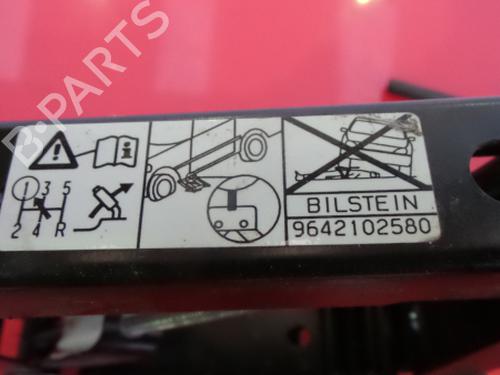 B-PARTS
i
1 3 5
2 4 R
BILSTEIN
9642102580